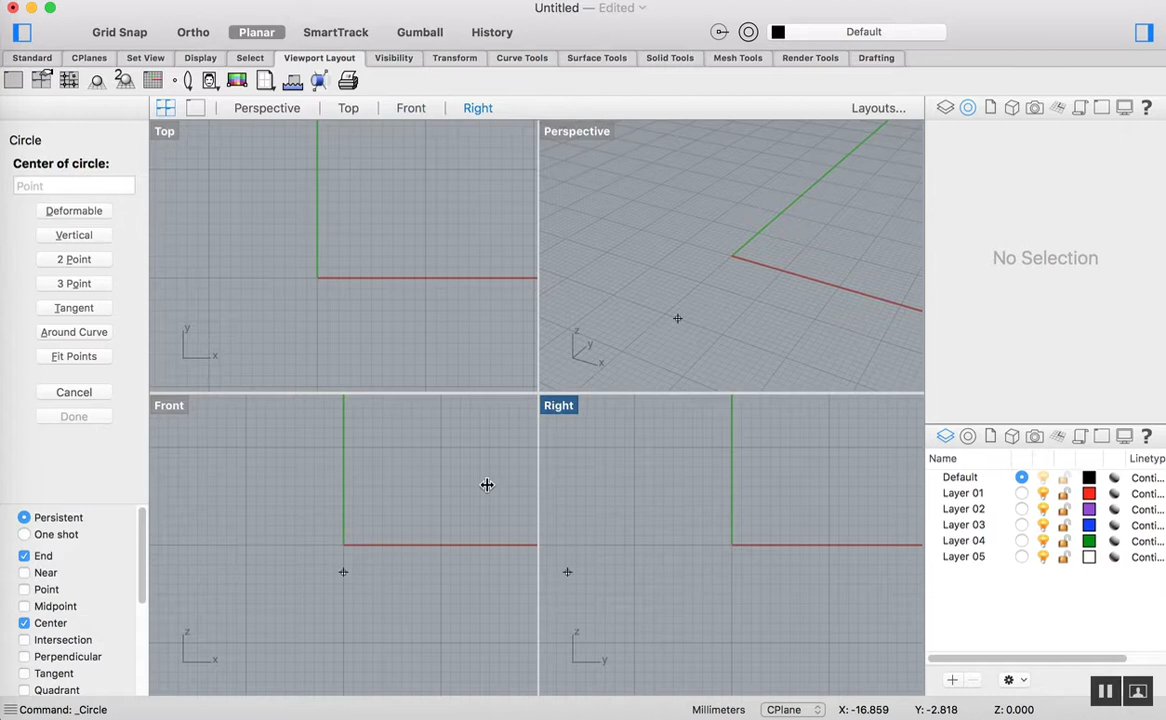 Untitled — Edited
Grid Snap Ortho Planar SmartTrack Gumball History Default
Standard CPlanes Set View Display Select Viewport Layout Visibility Transform Curve Tools Surface Tools Solid Tools Mesh Tools Render Tools Drafting
Perspective Top Front Right Layouts...
Circle
Center of circle:
Point
Deformable
Vertical
2 Point
3 Point
Tangent
Around Curve
Fit Points
Cancel
Done
Persistent
One shot
End
Near
Point
Midpoint
Center
Intersection
Perpendicular
Tangent
Quadrant
Top
y
x
Perspective
z
y
x
Front
z
x
Right
z
y
No Selection
Name Linetyp
Default Conti...
Layer 01 Conti...
Layer 02 Conti...
Layer 03 Conti...
Layer 04 Conti...
Layer 05 Conti...
Command: _Circle Millimeters CPlane X: -16.859 Y: -2.818 Z: 0.000